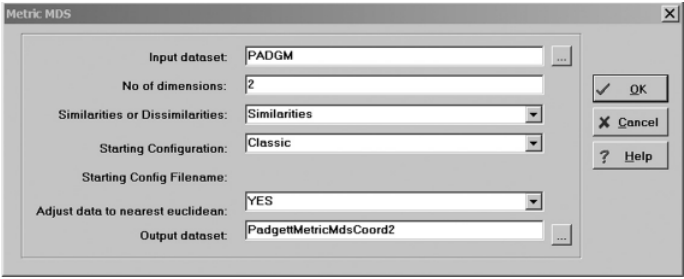 Metric MDS
Input dataset: PADGM ...
No of dimensions: 2
Similarities or Dissimilarities: Similarities
Starting Configuration: Classic
Starting Config Filename:
Adjust data to nearest euclidean: YES
Output dataset: PadgettMetricMdsCoord2 ...
OK
Cancel
? Help